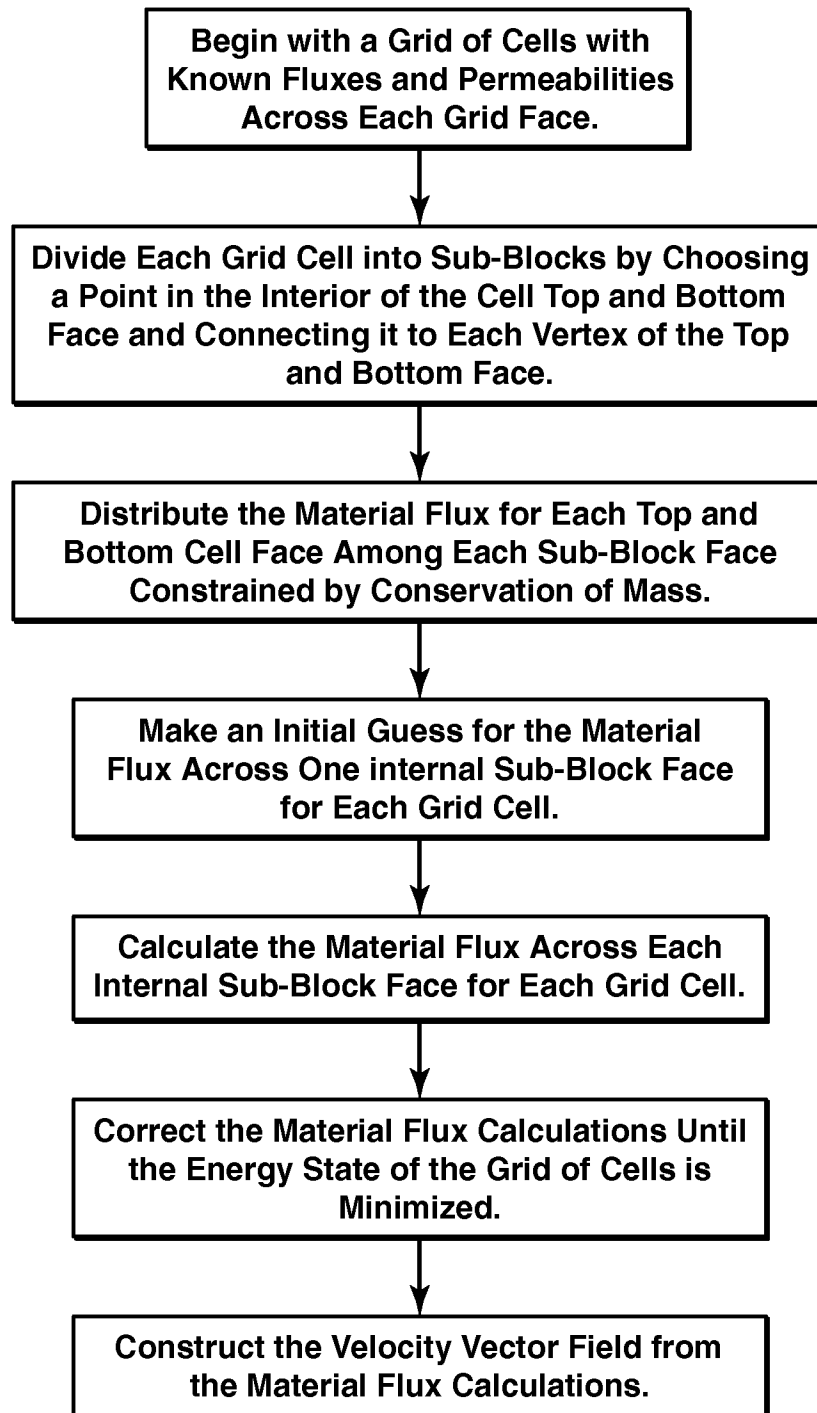 Begin with a Grid of Cells with
Known Fluxes and Permeabilities
Across Each Grid Face.
Divide Each Grid Cell into Sub-Blocks by Choosing
a Point in the Interior of the Cell Top and Bottom
Face and Connecting it to Each Vertex of the Top
and Bottom Face.
Distribute the Material Flux for Each Top and
Bottom Cell Face Among Each Sub-Block Face
Constrained by Conservation of Mass.
Make an Initial Guess for the Material
Flux Across One internal Sub-Block Face
for Each Grid Cell.
Calculate the Material Flux Across Each
Internal Sub-Block Face for Each Grid Cell.
Correct the Material Flux Calculations Until
the Energy State of the Grid of Cells is
Minimized.
Construct the Velocity Vector Field from
the Material Flux Calculations.